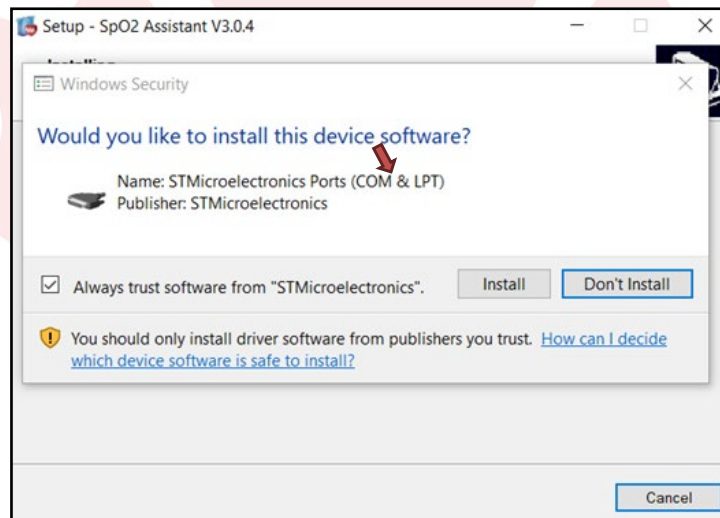 Setup - SpO2 Assistant V3.0.4
Windows Security
Would you like to install this device software?
Name: STMicroelectronics Ports (COM & LPT)
Publisher: STMicroelectronics
Always trust software from "STMicroelectronics".
Install
Don't Install
You should only install driver software from publishers you trust. How can I decide
which device software is safe to install?
Cancel